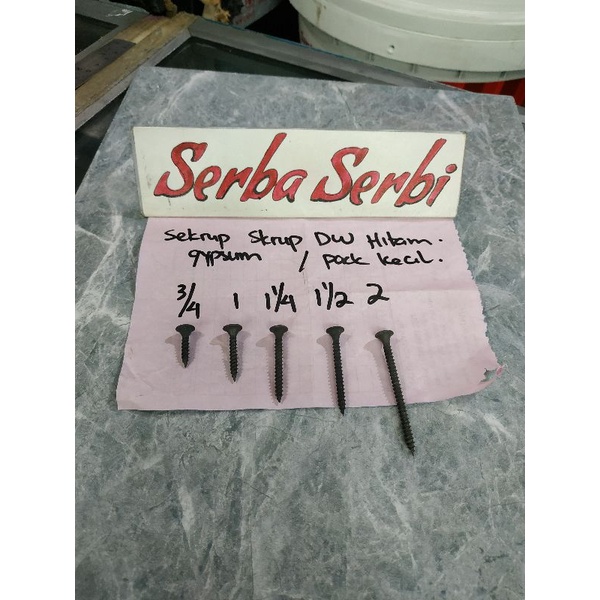 Serba Serbi
Sekrup Skrup DW Hitam.
gypsum / pack kecil.
3/4 1 1 1/4 1 1/2 2